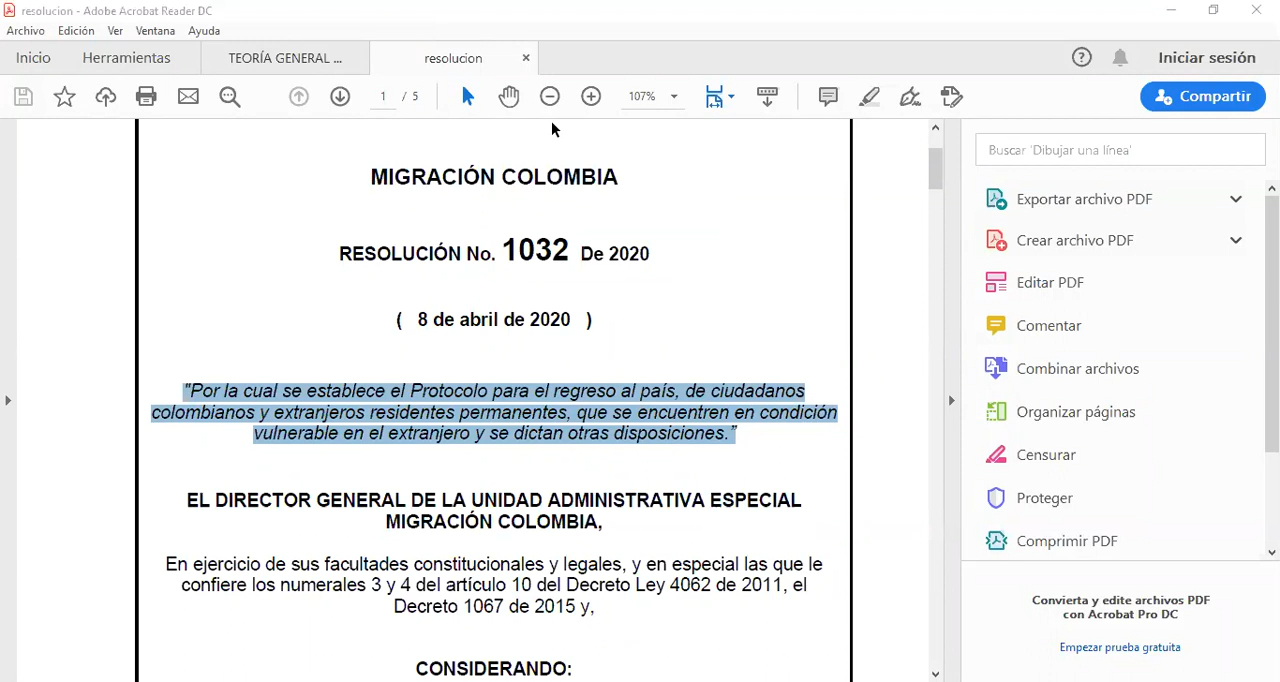 resolucion - Adobe Acrobat Reader DC
Archivo Edición Ver Ventana Ayuda
Inicio Herramientas TEORÍA GENERAL ... resolucion × Iniciar sesión
1 / 5 107% Compartir
Buscar 'Dibujar una línea'
MIGRACIÓN COLOMBIA
RESOLUCIÓN No. 1032 De 2020
( 8 de abril de 2020 )
"Por la cual se establece el Protocolo para el regreso al país, de ciudadanos
colombianos y extranjeros residentes permanentes, que se encuentren en condición
vulnerable en el extranjero y se dictan otras disposiciones.”
EL DIRECTOR GENERAL DE LA UNIDAD ADMINISTRATIVA ESPECIAL
MIGRACIÓN COLOMBIA,
En ejercicio de sus facultades constitucionales y legales, y en especial las que le
confiere los numerales 3 y 4 del artículo 10 del Decreto Ley 4062 de 2011, el
Decreto 1067 de 2015 y,
CONSIDERANDO:
Exportar archivo PDF
Crear archivo PDF
Editar PDF
Comentar
Combinar archivos
Organizar páginas
Censurar
Proteger
Comprimir PDF
Convierta y edite archivos PDF
con Acrobat Pro DC
Empezar prueba gratuita